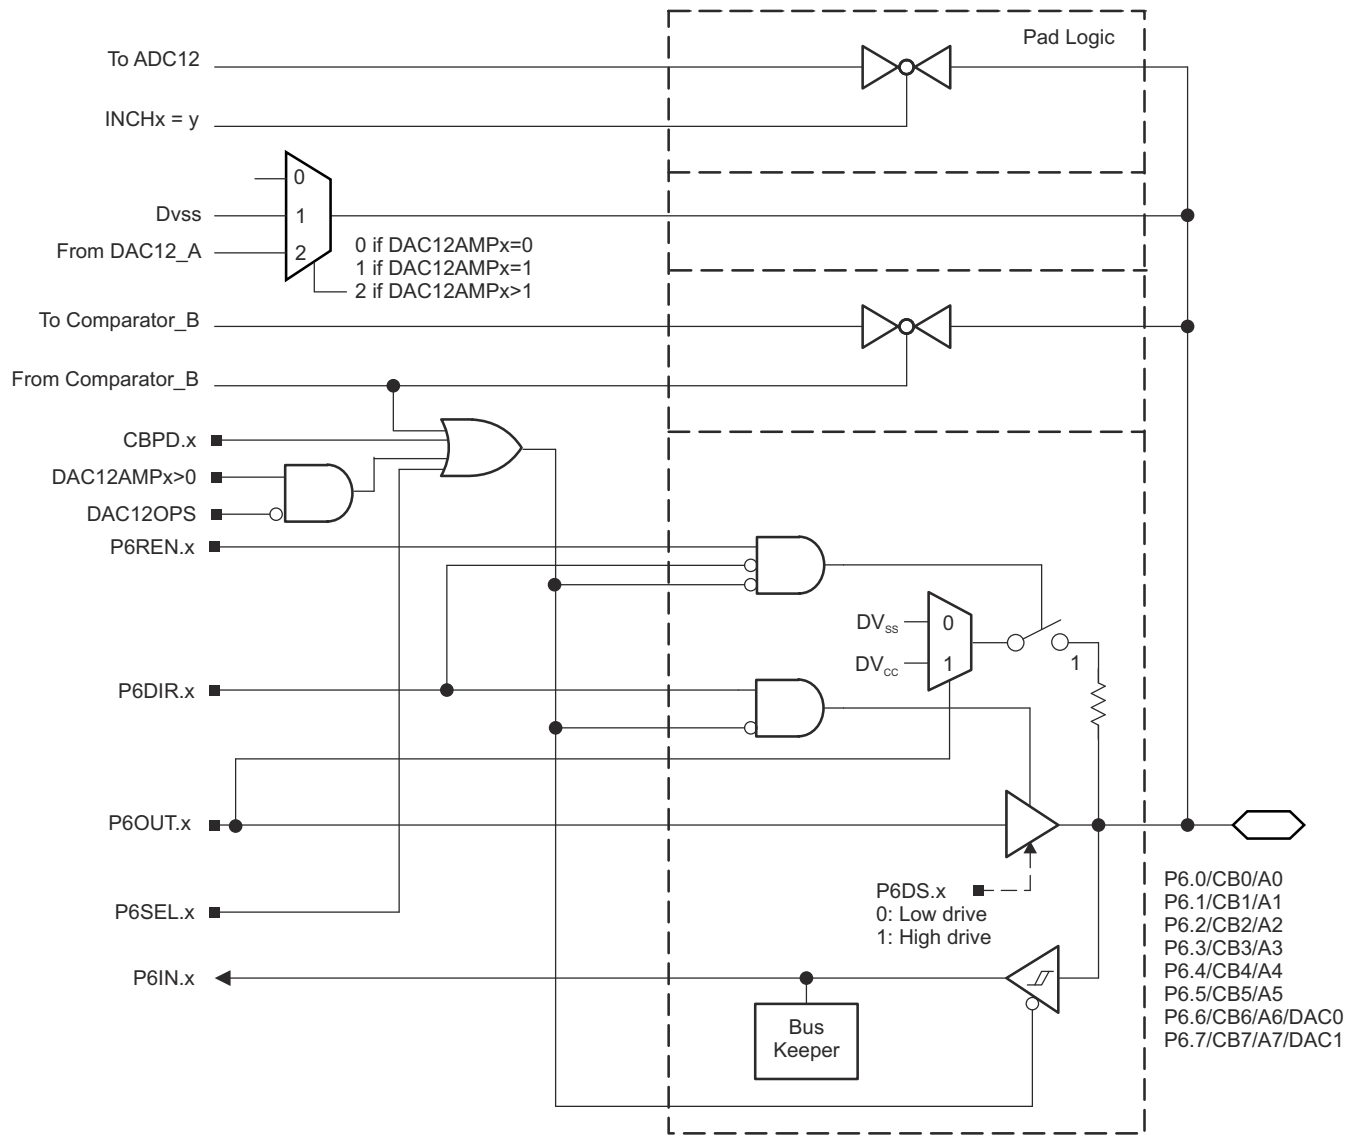 Pad Logic
To ADC12
INCHx = y
0
Dvss
1
From DAC12_A
2
0 if DAC12AMPx=0
1 if DAC12AMPx=1
2 if DAC12AMPx>1
To Comparator_B
From Comparator_B
CBPD.x
DAC12AMPx>0
DAC12OPS
P6REN.x
DVss
0
DVcc
1
1
P6DIR.x
P6OUT.x
P6DS.x
0: Low drive
1: High drive
P6SEL.x
P6IN.x
Bus
Keeper
P6.0/CB0/A0
P6.1/CB1/A1
P6.2/CB2/A2
P6.3/CB3/A3
P6.4/CB4/A4
P6.5/CB5/A5
P6.6/CB6/A6/DAC0
P6.7/CB7/A7/DAC1